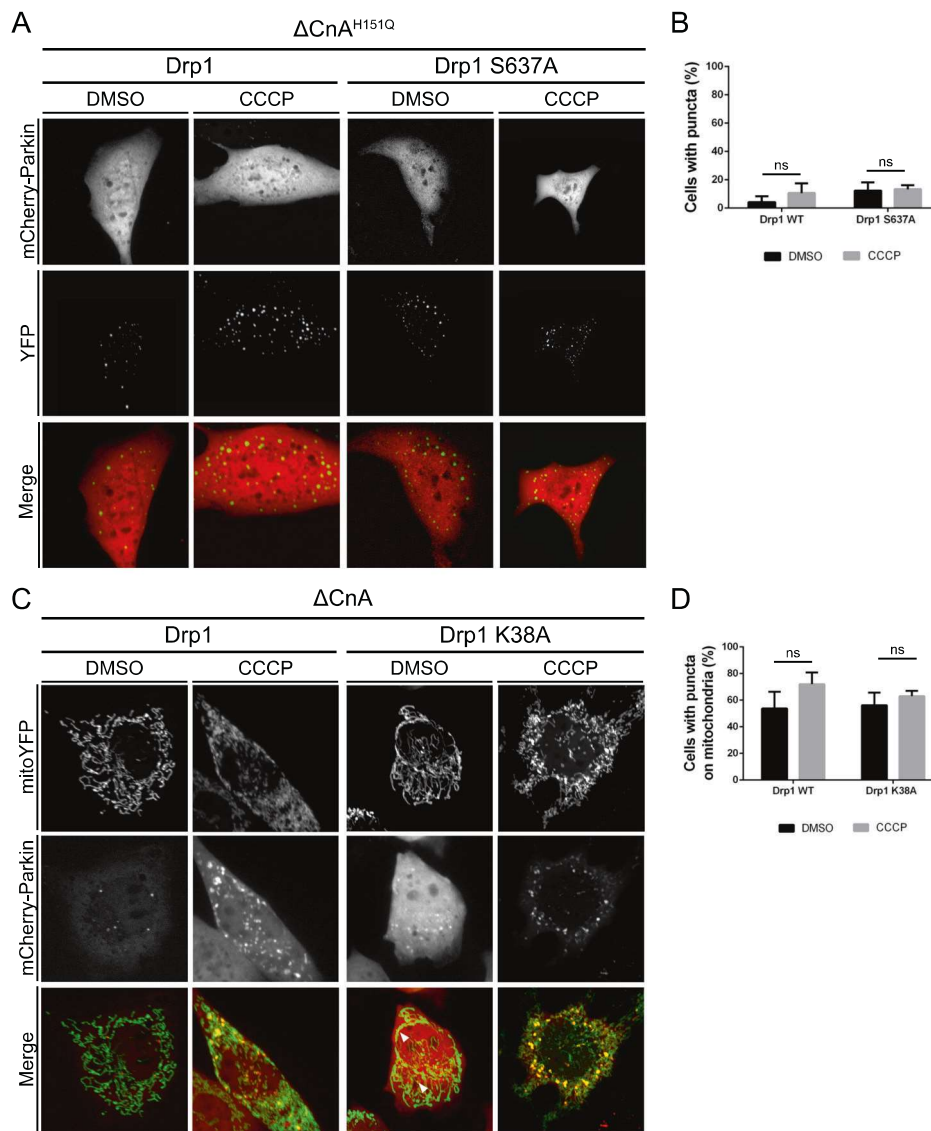 A
ΔCnA^H151Q
Drp1
Drp1 S637A
DMSO
CCCP
DMSO
CCCP
mCherry-Parkin
YFP
Merge
B
Cells with puncta (%)
100
80
60
40
20
0
ns
ns
Drp1 WT
Drp1 S637A
DMSO
CCCP
C
ΔCnA
Drp1
Drp1 K38A
DMSO
CCCP
DMSO
CCCP
mitoYFP
mCherry-Parkin
Merge
D
Cells with puncta
on mitochondria (%)
100
80
60
40
20
0
ns
ns
Drp1 WT
Drp1 K38A
DMSO
CCCP